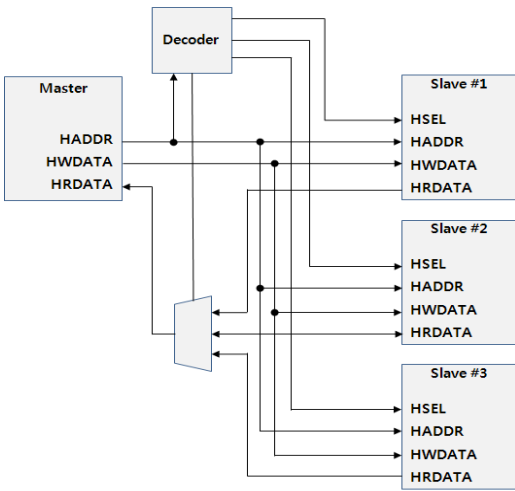 Decoder
Master
HADDR
HWDATA
HRDATA
Slave #1
HSEL
HADDR
HWDATA
HRDATA
Slave #2
HSEL
HADDR
HWDATA
HRDATA
Slave #3
HSEL
HADDR
HWDATA
HRDATA